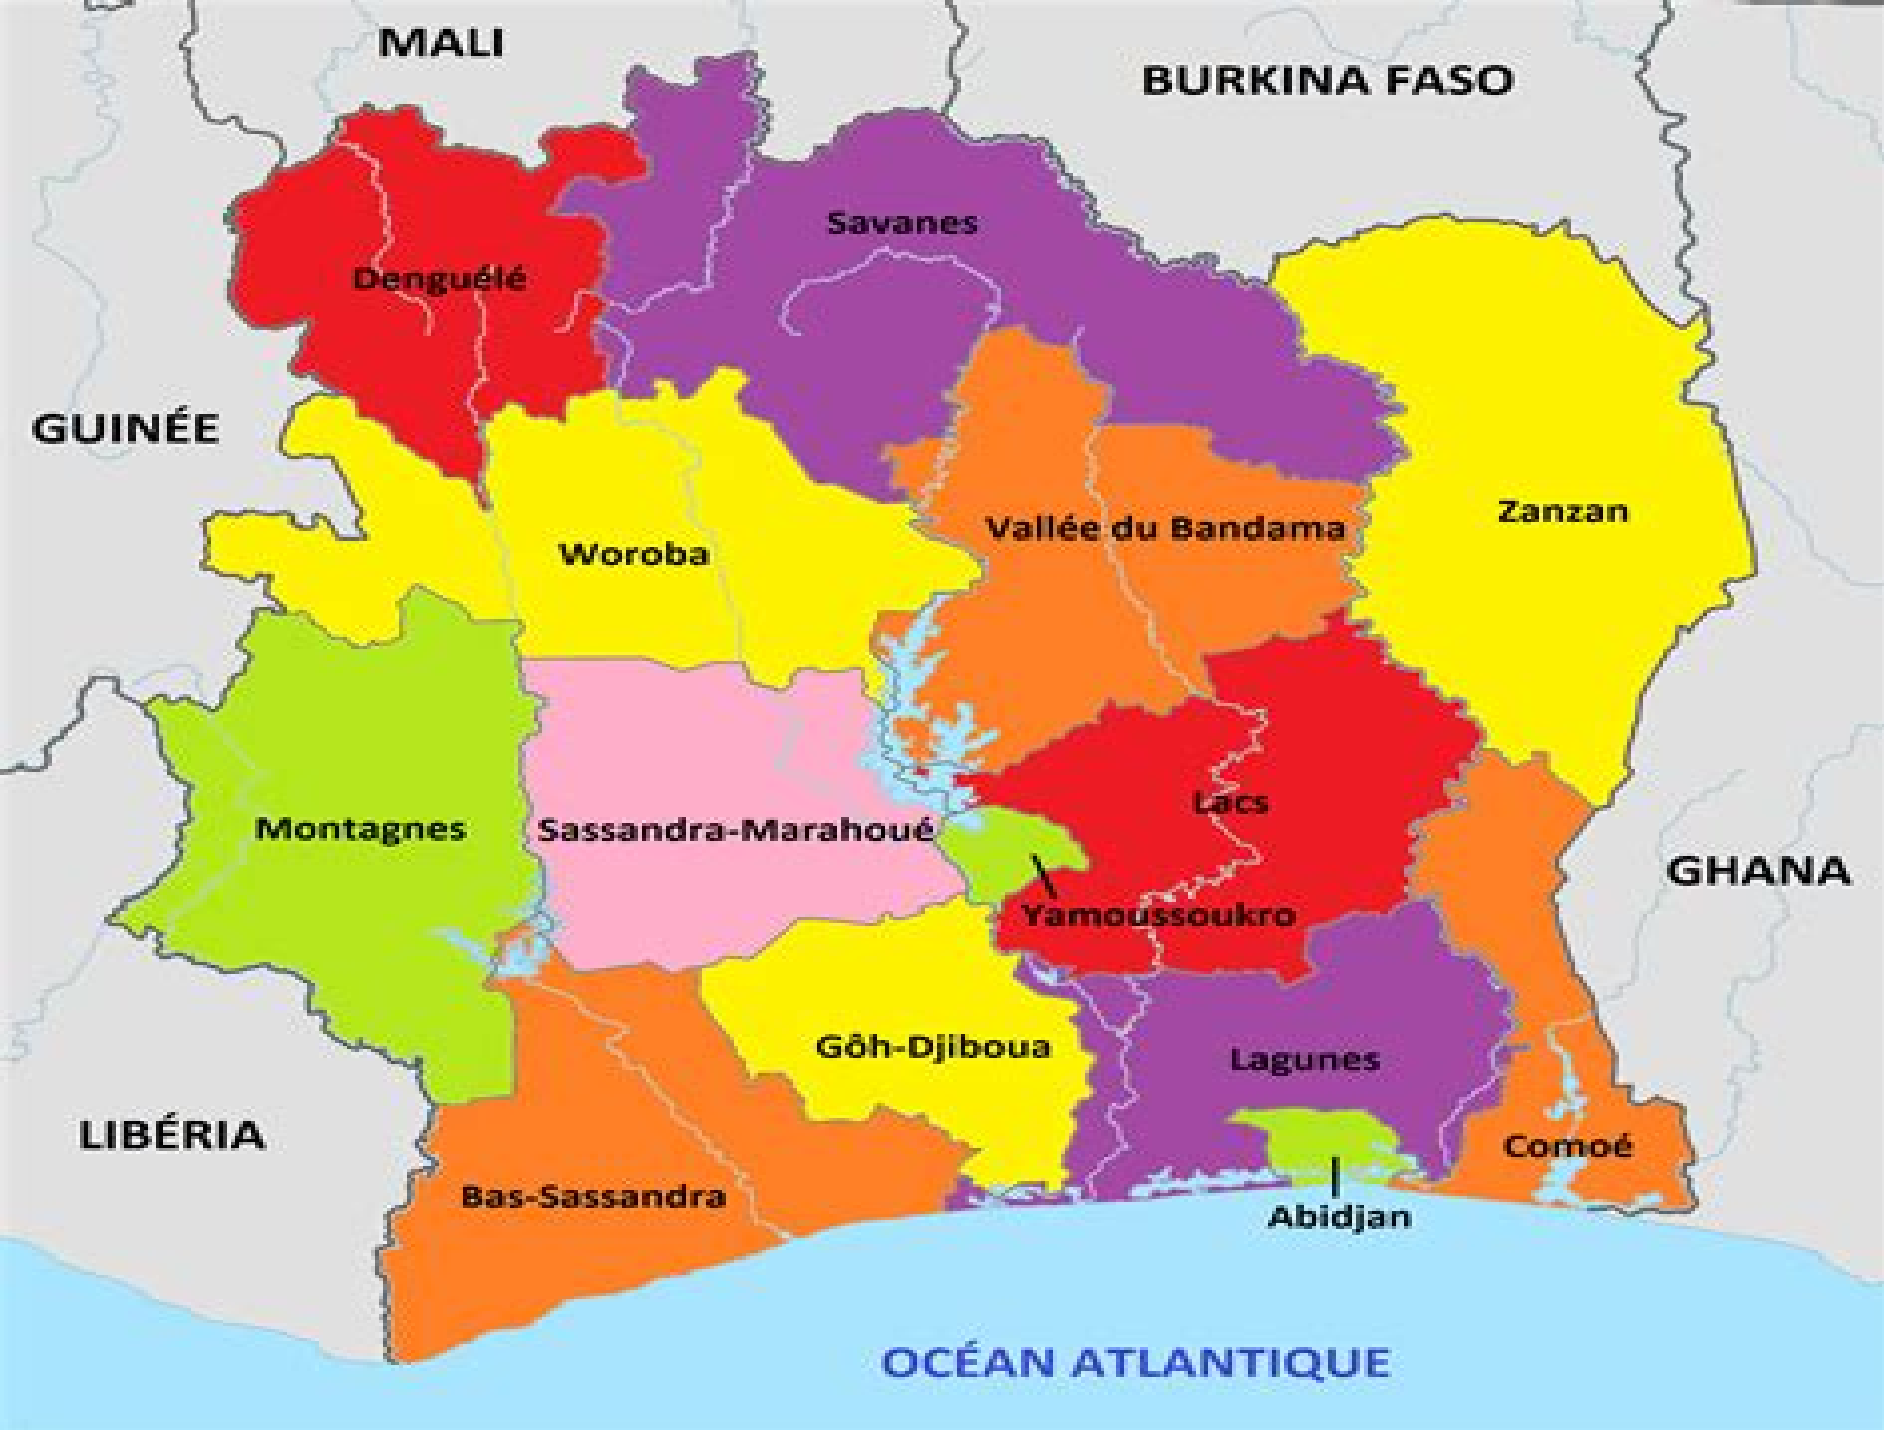 MALI
BURKINA FASO
Savanes
Denguélé
GUINÉE
Zanzan
Vallée du Bandama
Woroba
Lacs
Montagnes
Sassandra-Marahoué
GHANA
Yamoussoukro
Gôh-Djiboua
Lagunes
LIBÉRIA
Comoé
Bas-Sassandra
Abidjan
OCÉAN ATLANTIQUE